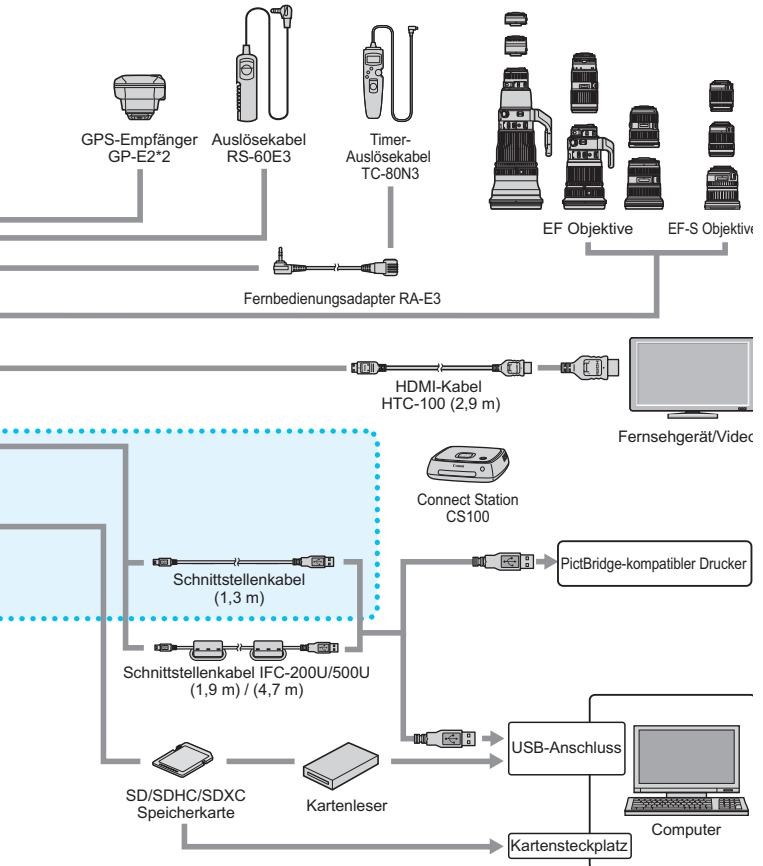 GPS-Empfänger
GP-E2*2
Auslösekabel
RS-60E3
Timer-
Auslösekabel
TC-80N3
EF Objektive
EF-S Objektive
Fernbedienungsadapter RA-E3
HDMI-Kabel
HTC-100 (2,9 m)
Fernsehgerät/Video
Canon
Connect Station
CS100
PictBridge-kompatibler Drucker
Schnittstellenkabel
(1,3 m)
Schnittstellenkabel IFC-200U/500U
(1,9 m) / (4,7 m)
USB-Anschluss
SD/SDHC/SDXC
Speicherkarte
Kartenleser
Computer
Kartensteckplatz